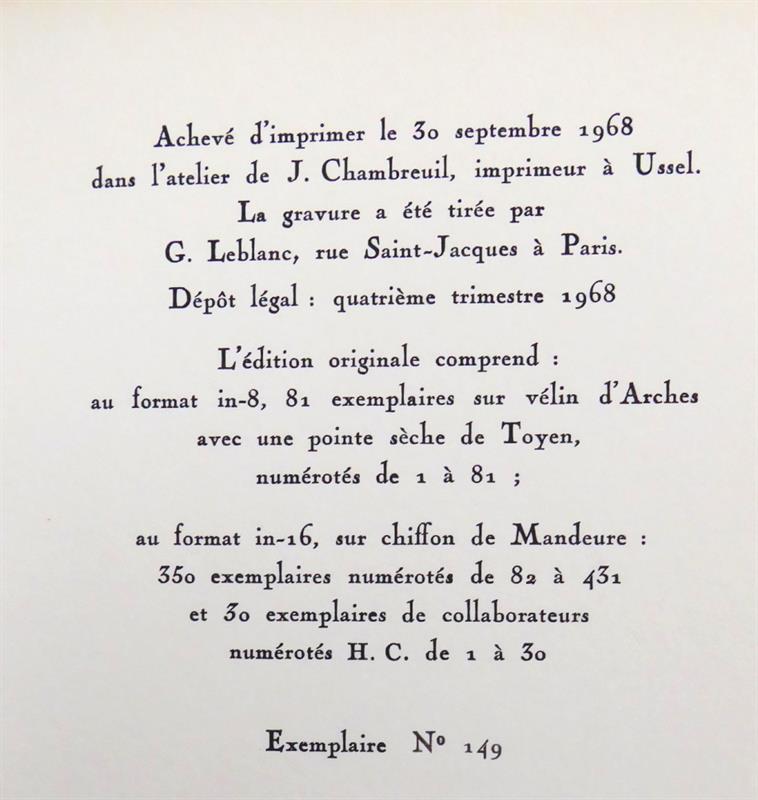 Achevé d'imprimer le 30 septembre 1968
dans l'atelier de J. Chambreuil, imprimeur à Ussel.
La gravure a été tirée par
G. Leblanc, rue Saint-Jacques à Paris.
Dépôt légal : quatrième trimestre 1968
L'édition originale comprend :
au format in-8, 81 exemplaires sur vélin d'Arches
avec une pointe sèche de Toyen,
numérotés de 1 à 81 ;
au format in-16, sur chiffon de Mandeure :
350 exemplaires numérotés de 82 à 431
et 30 exemplaires de collaborateurs
numérotés H. C. de 1 à 30
Exemplaire Nº 149